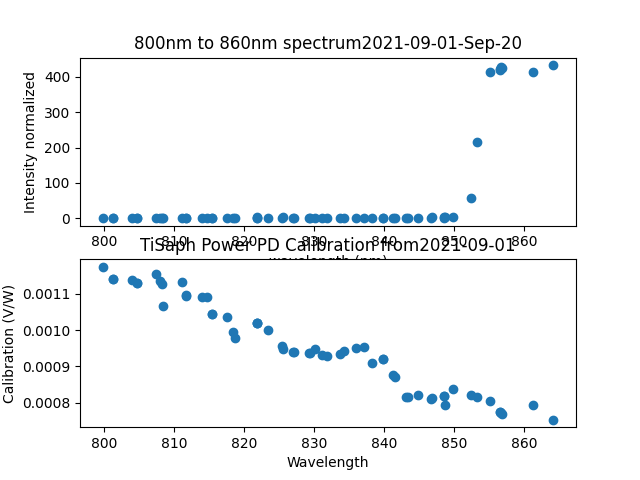 800nm to 860nm spectrum2021-09-01-Sep-20
Intensity normalized
400
300
200
100
0
800 810 820 830 840 850 860
wavelength (nm)
TiSaph Power PD Calibration from2021-09-01
Calibration (V/W)
0.0011
0.0010
0.0009
0.0008
800 810 820 830 840 850 860
Wavelength